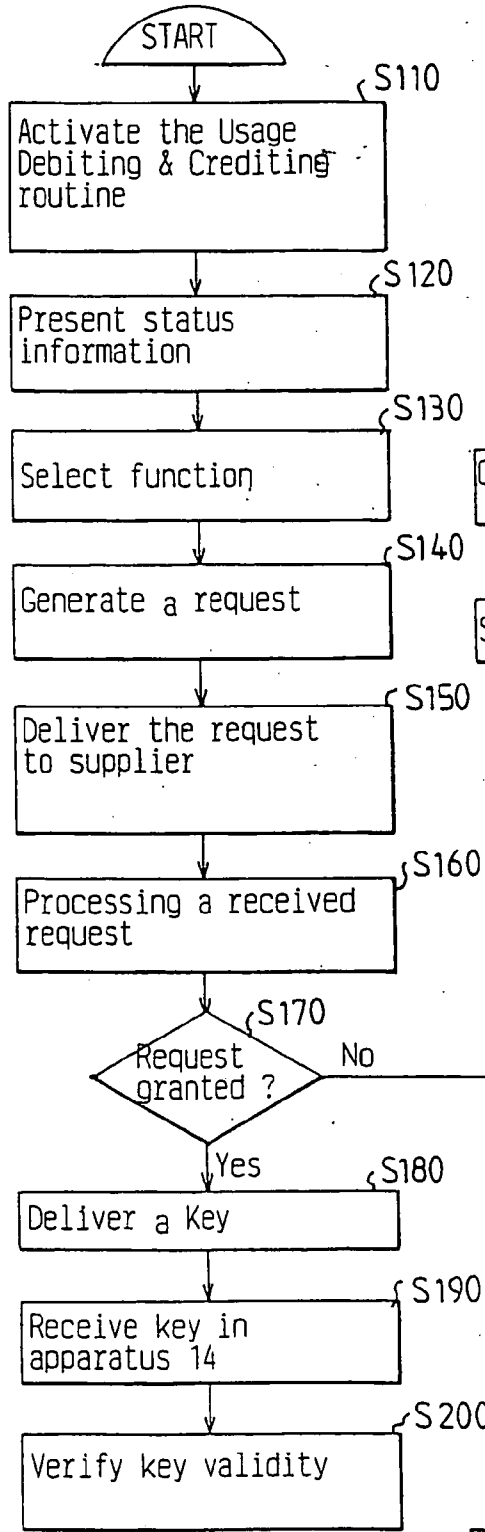 START
S110
Activate the Usage
Debiting & Crediting
routine
S120
Present status
information
S130
Select function
S140
Generate a request
S150
Deliver the request
to supplier
S160
Processing a received
request
S170
Request
granted ?
No
Yes
S180
Deliver a Key
S190
Receive key in
apparatus 14
S200
Verify key validity